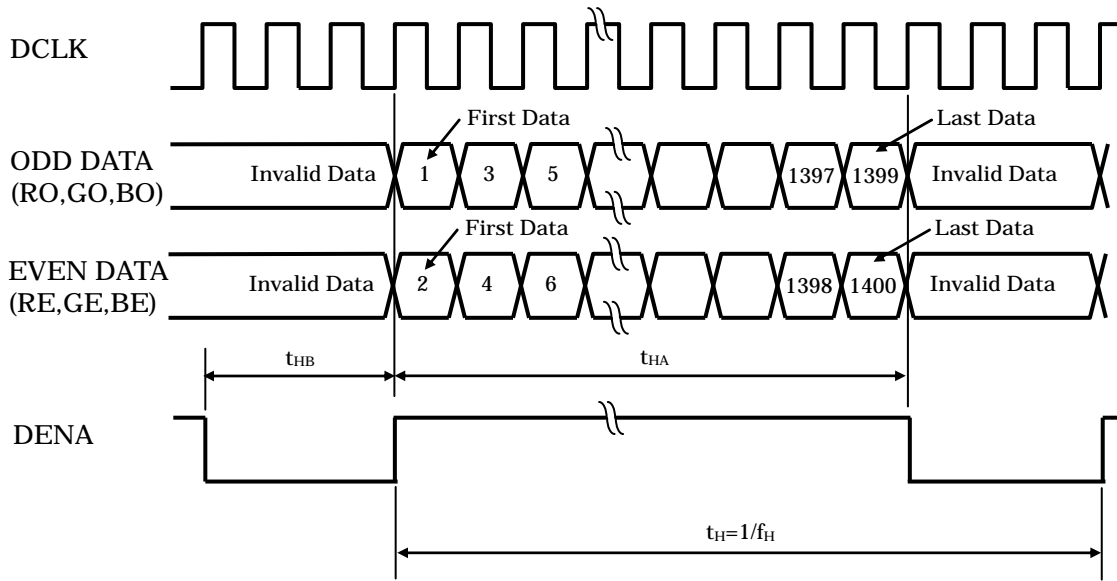 DCLK
First Data
Last Data
ODD DATA
(RO,GO,BO)
Invalid Data
1
3
5
1397
1399
Invalid Data
First Data
Last Data
EVEN DATA
(RE,GE,BE)
Invalid Data
2
4
6
1398
1400
Invalid Data
tHB
tHA
DENA
tH=1/fH